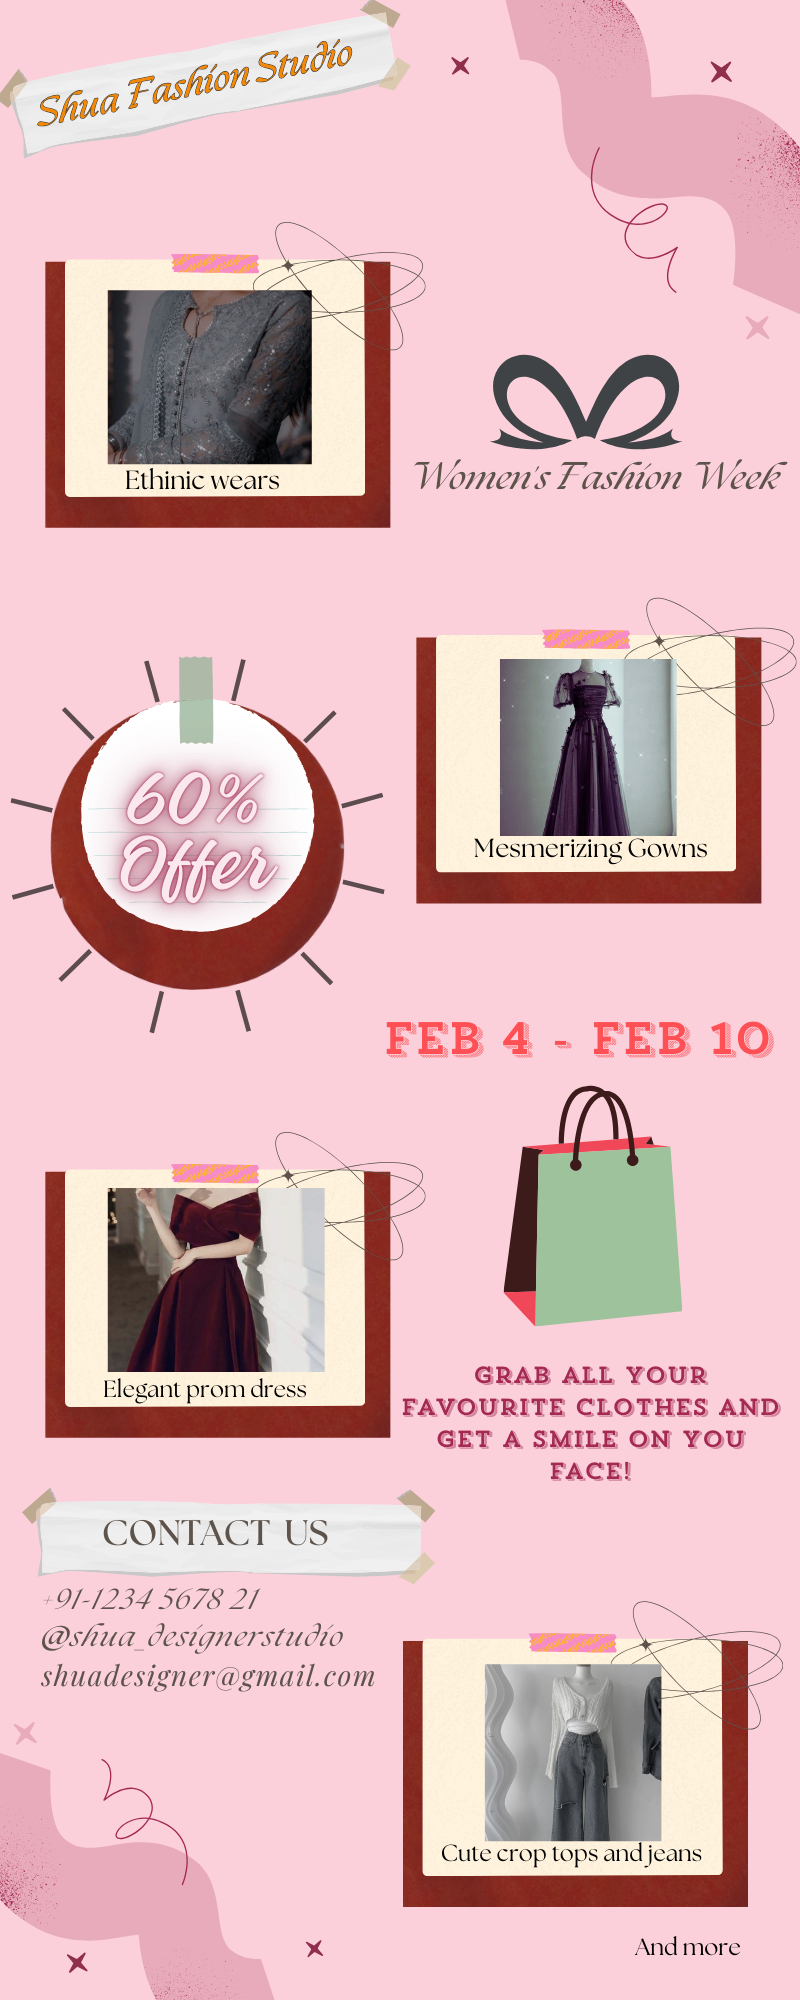 Shua Fashion Studio
Ethinic wears
Women's Fashion Week
60%
Offer
Mesmerizing Gowns
FEB 4 - FEB 10
Elegant prom dress
GRAB ALL YOUR
FAVOURITE CLOTHES AND
GET A SMILE ON YOU
FACE!
CONTACT US
+91-1234 5678 21
@shua_designerstudio
shuadesigner@gmail.com
Cute crop tops and jeans
And more